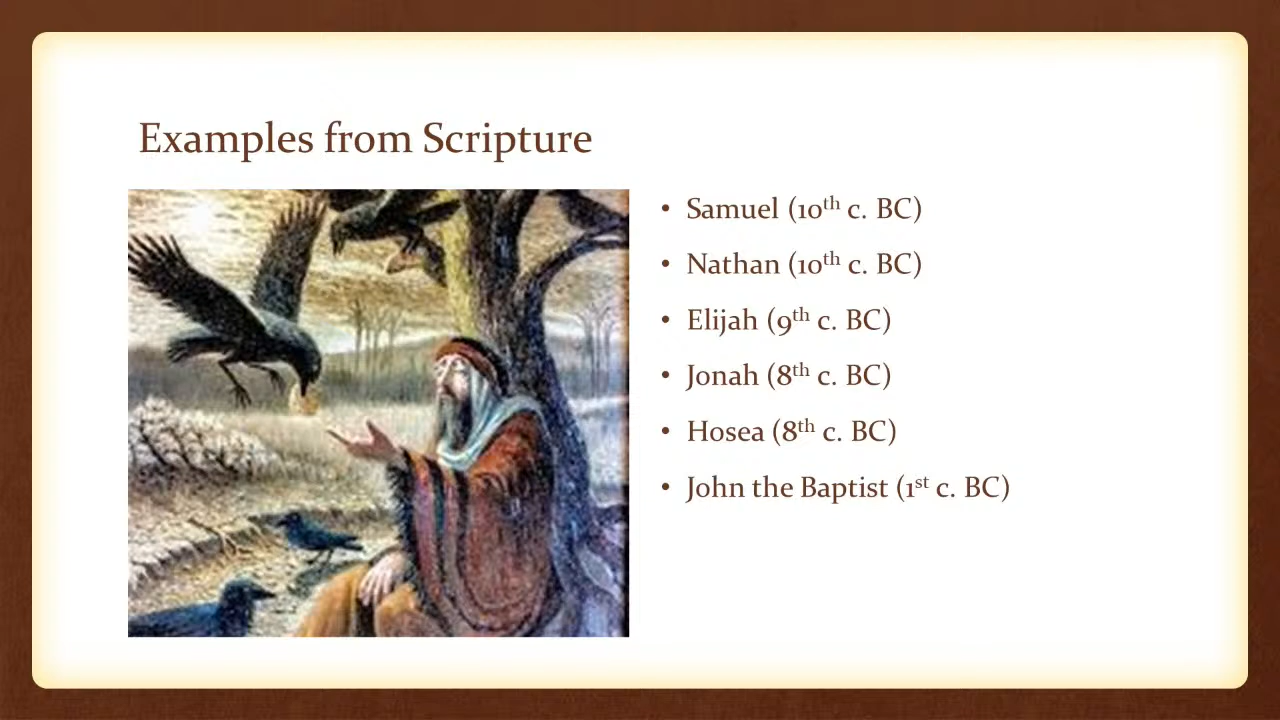 Examples from Scripture
• Samuel (10th c. BC)
• Nathan (10th c. BC)
• Elijah (9th c. BC)
• Jonah (8th c. BC)
• Hosea (8th c. BC)
• John the Baptist (1st c. BC)